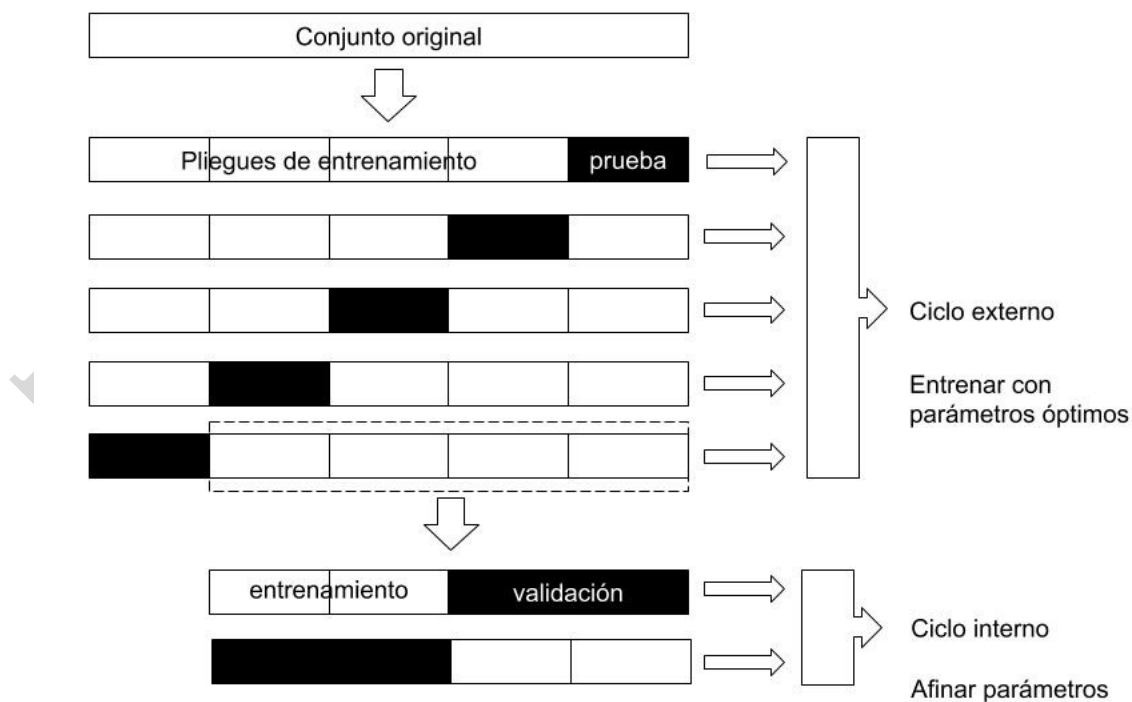 Conjunto original
Pliegues de entrenamiento
prueba
Ciclo externo
Entrenar con
parámetros óptimos
entrenamiento
validación
Ciclo interno
Afinar parámetros